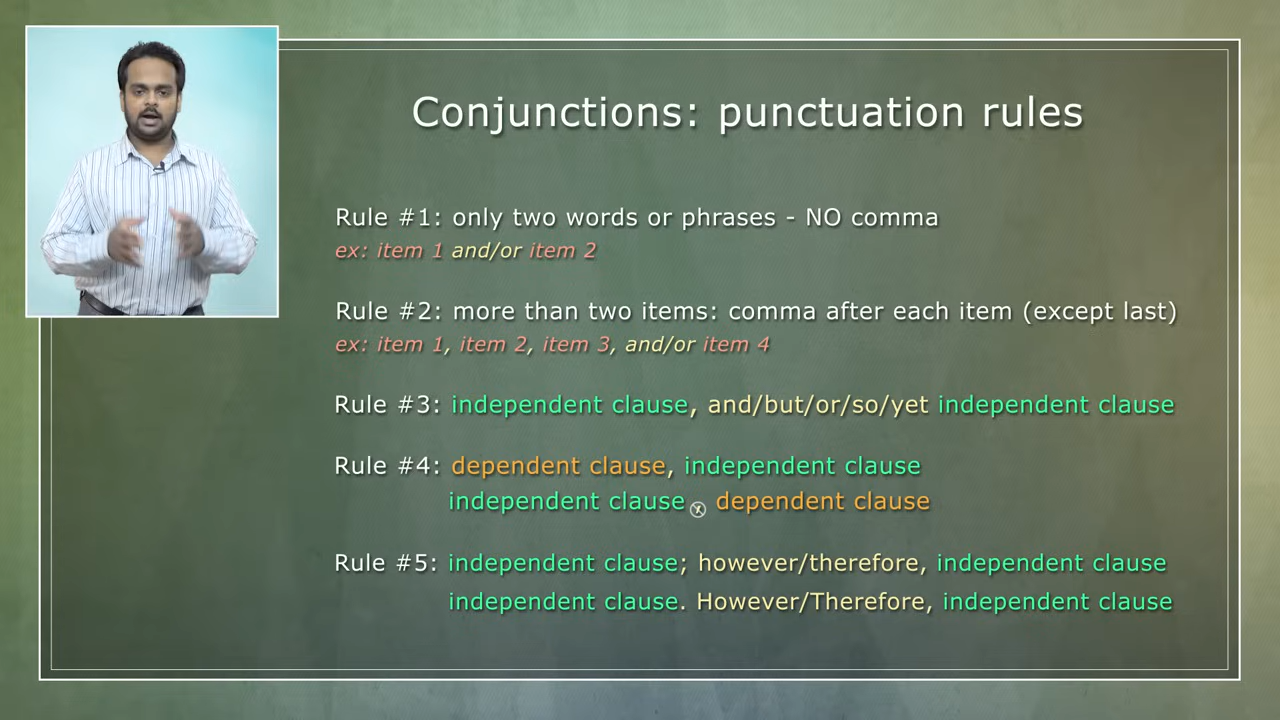 Conjunctions: punctuation rules
Rule #1: only two words or phrases - NO comma
ex: item 1 and/or item 2
Rule #2: more than two items: comma after each item (except last)
ex: item 1, item 2, item 3, and/or item 4
Rule #3: independent clause, and/but/or/so/yet independent clause
Rule #4: dependent clause, independent clause
independent clause dependent clause
Rule #5: independent clause; however/therefore, independent clause
independent clause. However/Therefore, independent clause